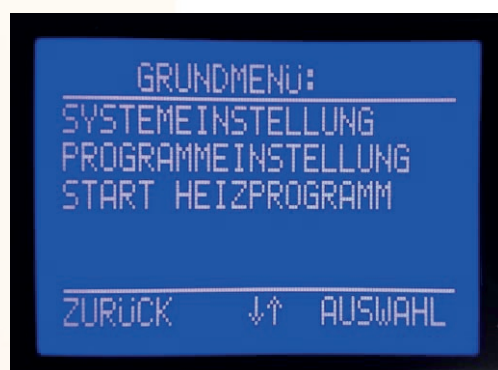 GRUNDMENÜ:
SYSTEMEINSTELLUNG
PROGRAMMEINSTELLUNG
START HEIZPROGRAMM
ZURÜCK ↓↑ AUSWAHL